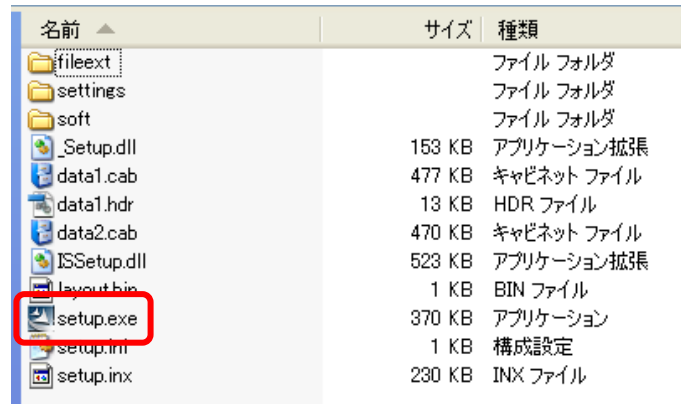 名前 サイズ 種類
fileext ファイル フォルダ
settings ファイル フォルダ
soft ファイル フォルダ
_Setup.dll 153 KB アプリケーション拡張
data1.cab 477 KB キャビネット ファイル
data1.hdr 13 KB HDR ファイル
data2.cab 470 KB キャビネット ファイル
ISSetup.dll 523 KB アプリケーション拡張
layout.bin 1 KB BIN ファイル
setup.exe 370 KB アプリケーション
setup.ini 1 KB 構成設定
setup.inx 230 KB INX ファイル